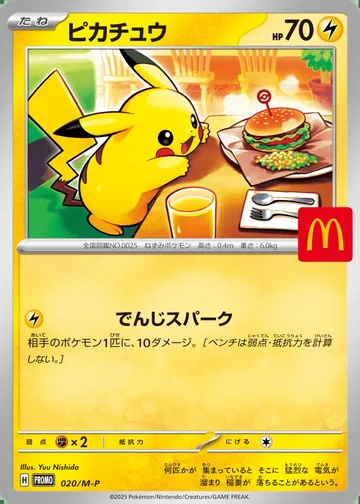 たね ピカチュウ HP70
全国図鑑NO.0025 ねずみポケモン 高さ：0.4m 重さ：6.0kg
でんじスパーク
相手のポケモン1匹に、10ダメージ。［ベンチは弱点・抵抗力を計算
しない。］
弱点 ×2 抵抗力 にげる
Illus. Yuu Nishida
H PROMO 020/M-P
何匹かが 集まっていると そこに 猛烈な 電気が
溜まり 稲妻が 落ちることがある。
©2025 Pokémon/Nintendo/Creatures/GAME FREAK.